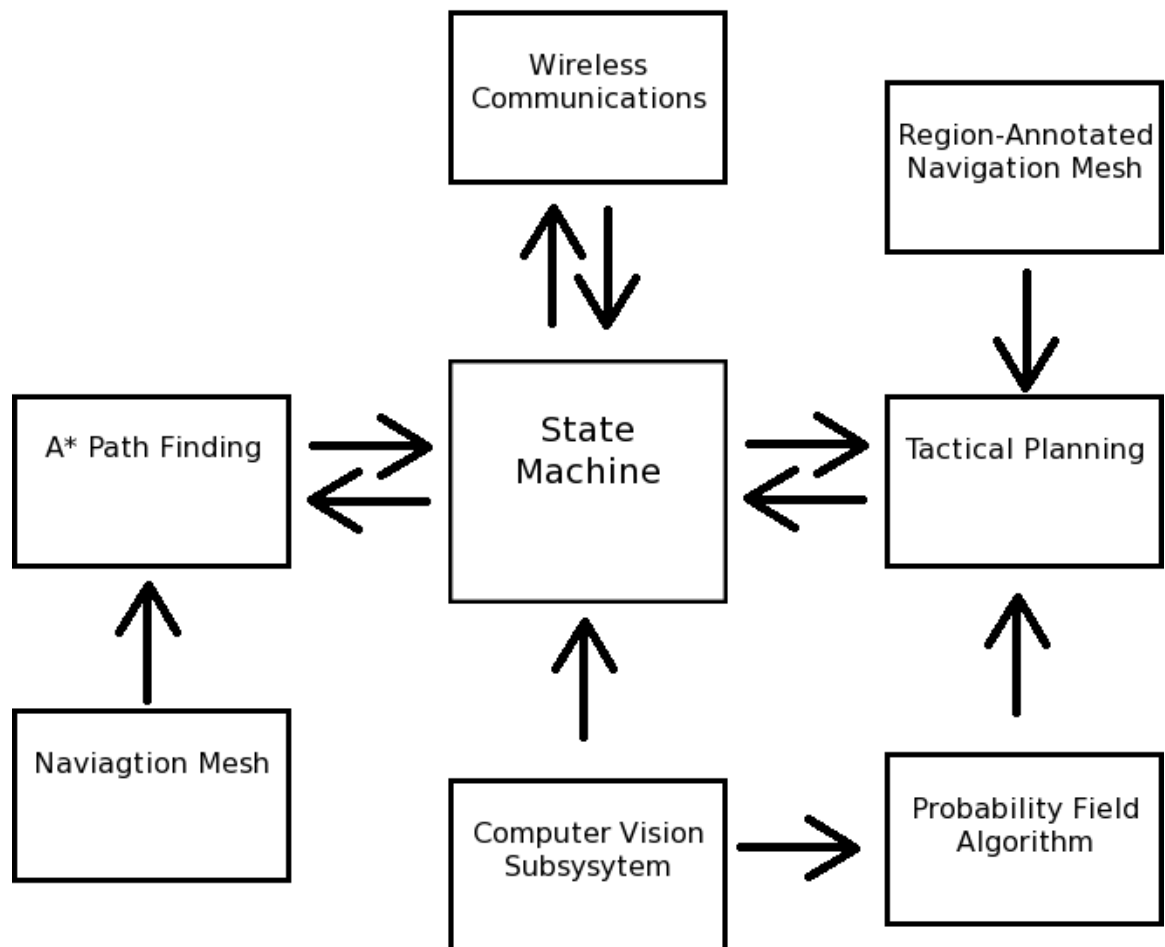 Wireless
Communications
Region-Annotated
Navigation Mesh
A* Path Finding
State
Machine
Tactical Planning
Naviagtion Mesh
Computer Vision
Subsysytem
Probability Field
Algorithm